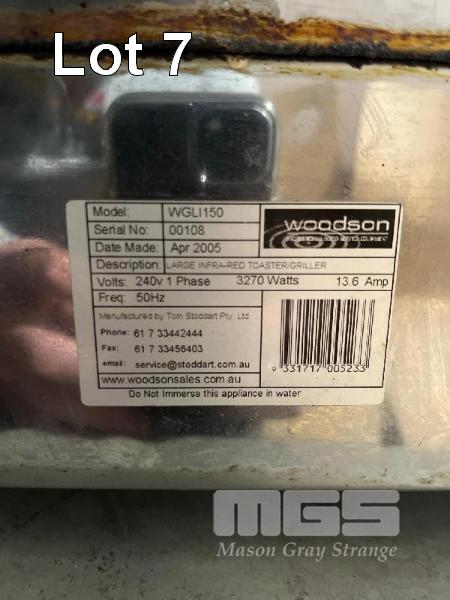 Lot 7
Model: WGLI150
Serial No: 00108
Date Made: Apr 2005
woodson
Description: LARGE INFRA-RED TOASTER/GRILLER
Volts: 240v 1 Phase 3270 Watts 13.6 Amp
Freq: 50Hz
Manufactured by Tom Stoddart Pty. Ltd
Phone: 61 7 33442444
Fax: 61 7 33456403
email: service@stoddart.com.au
www.woodsonsales.com.au
9 331717 005233
Do Not Immerse this appliance in water
MGS
Mason Gray Strange